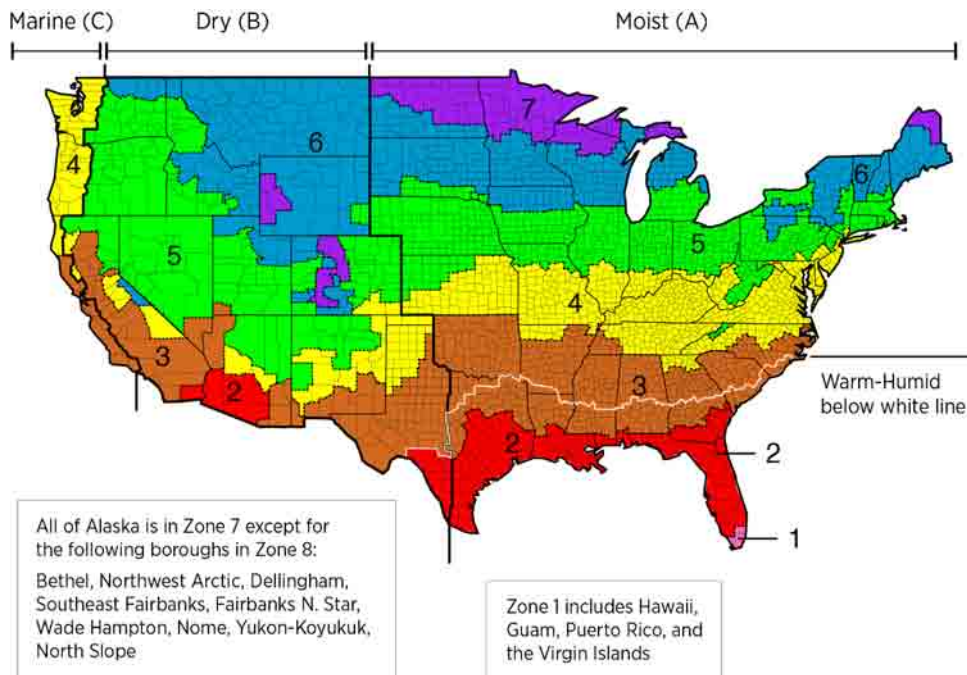 Marine (C)
Dry (B)
Moist (A)
7
6
4
6
5
5
4
3
3
2
Warm-Humid
below white line
2
2
1
All of Alaska is in Zone 7 except for
the following boroughs in Zone 8:
Bethel, Northwest Arctic, Dellingham,
Southeast Fairbanks, Fairbanks N. Star,
Wade Hampton, Nome, Yukon-Koyukuk,
North Slope
Zone 1 includes Hawaii,
Guam, Puerto Rico, and
the Virgin Islands